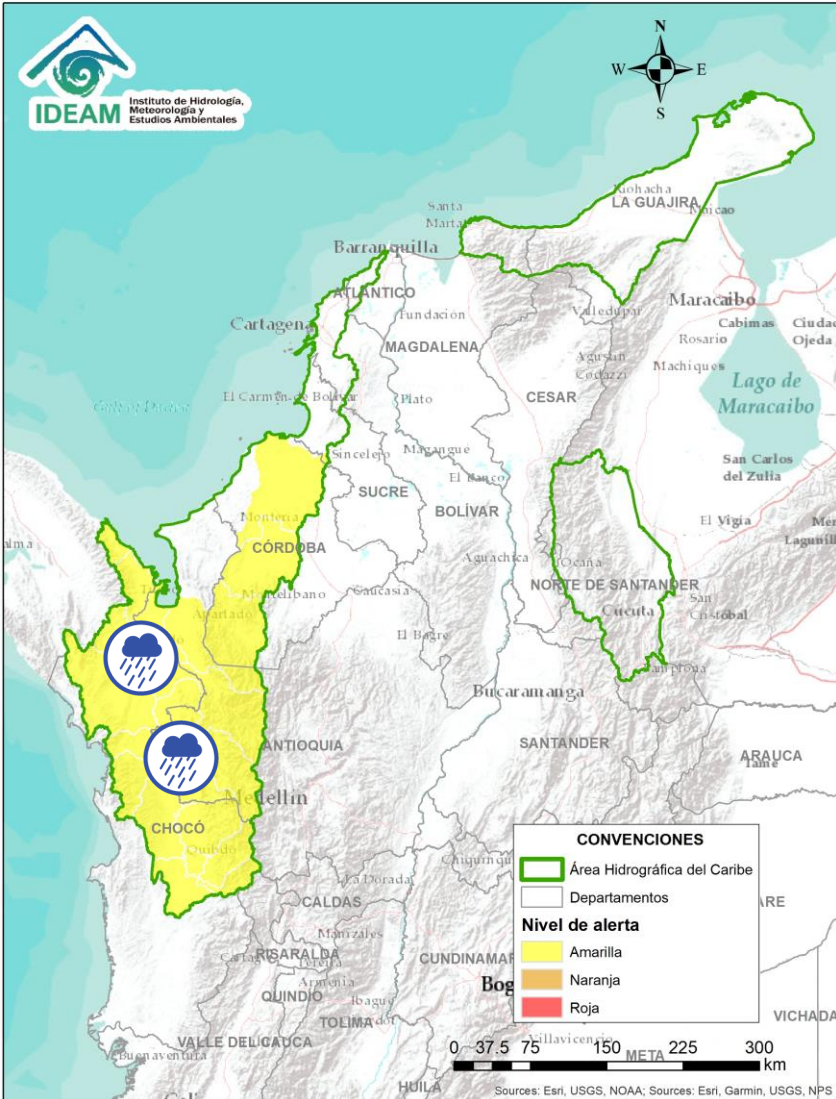 IDEAM
Instituto de Hidrología,
Meteorología y
Estudios Ambientales
N
W
E
S
Riohacha
LA GUAJIRA
Maicao
Santa
Marta
Barranquilla
ATLÁNTICO
Maracaibo
Cartagena
Fundación
Valledupar
Cabimas
Rosario
Ojeda
MAGDALENA
Agustín
Codazzi
Machiques
El Carmen de Bolívar
Plato
CESAR
Lago de
Maracaibo
Sincelejo
Magangué
San Carlos
del Zulia
El Banco
SUCRE
BOLÍVAR
Montería
El Vigía
CÓRDOBA
Aguachica
Ocaña
NORTE DE SANTANDER
Montelibano
Caucasia
Cúcuta
San
Cristóbal
Apartadó
El Bagre
Pamplona
Bucaramanga
ANTIOQUIA
SANTANDER
ARAUCA
Tame
Medellín
CHOCÓ
Quibdó
La Dorada
CALDAS
Manizales
RISARALDA
Pereira
Armenia
QUINDIO
Ibagué
TOLIMA
VALLE DEL CAUCA
Buenaventura
HUILA
Villavicencio
META
VICHADA
CONVENCIONES
Área Hidrográfica del Caribe
Departamentos
Nivel de alerta
Amarilla
Naranja
Roja
0 37.5 75 150 225 300
km
Sources: Esri, USGS, NOAA; Sources: Esri, Garmin, USGS, NPS